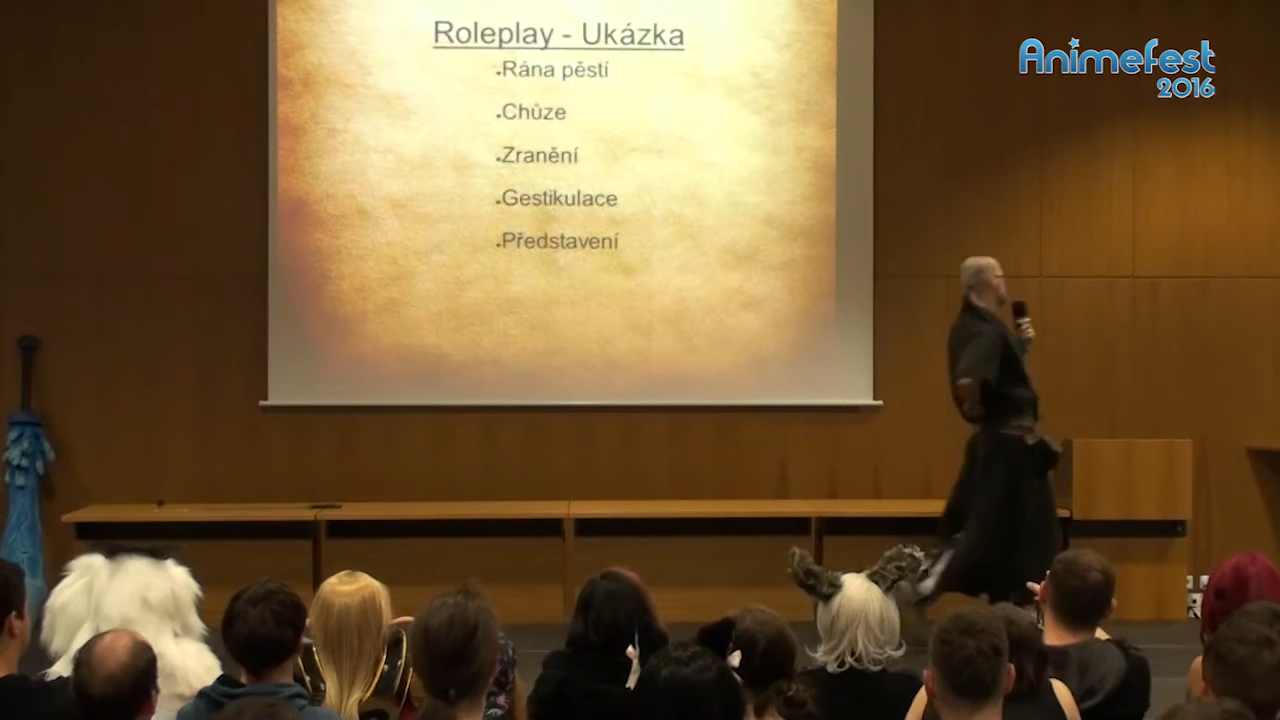 Roleplay - Ukázka
AnimeFest
2016
.Rána pěstí
.Chůze
.Zranění
.Gestikulace
.Představení